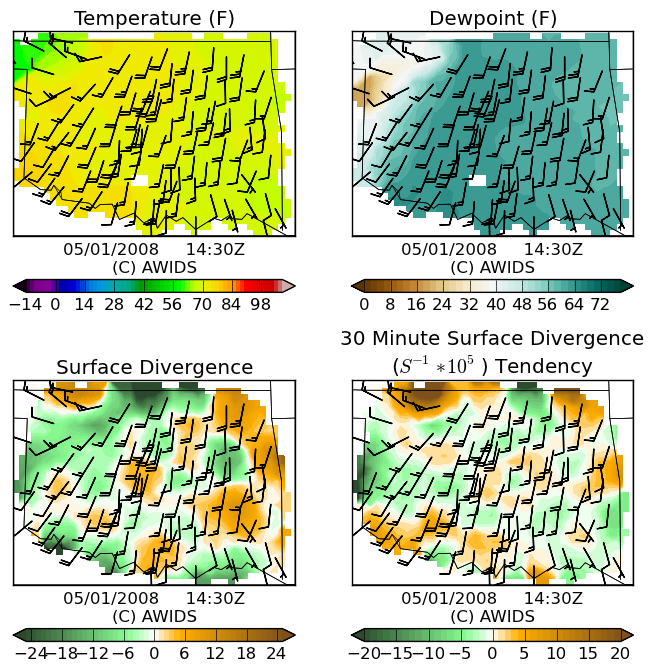 Temperature (F)
Dewpoint (F)
05/01/2008 14:30Z
(C) AWIDS
05/01/2008 14:30Z
(C) AWIDS
−14 0 14 28 42 56 70 84 98
0 8 16 24 32 40 48 56 64 72
Surface Divergence
30 Minute Surface Divergence
(S⁻¹ *10⁵ ) Tendency
05/01/2008 14:30Z
(C) AWIDS
05/01/2008 14:30Z
(C) AWIDS
−24 −18 −12 −6 0 6 12 18 24
−20 −15 −10 −5 0 5 10 15 20